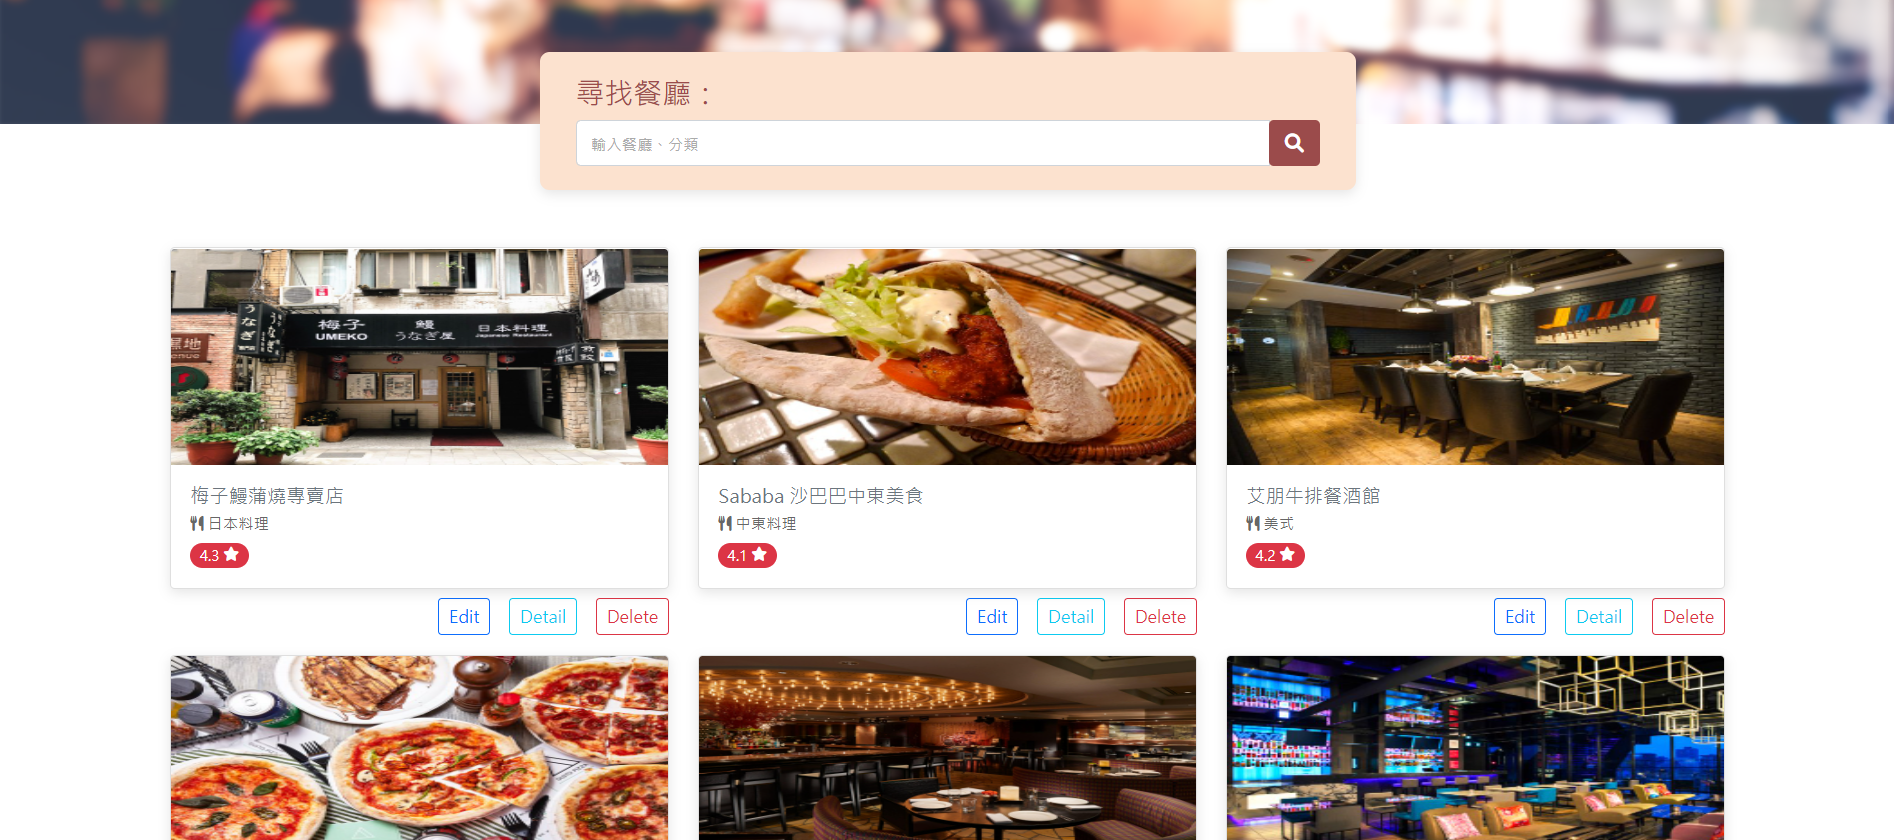 尋找餐廳：
輸入餐廳、分類
梅子 UMEKO
鰻 うなぎ屋
日本料理 Japanese Restaurant
梅子鰻蒲燒專賣店
日本料理
4.3
Edit Detail Delete
Sababa 沙巴巴中東美食
中東料理
4.1
Edit Detail Delete
艾朋牛排餐酒館
美式
4.2
Edit Detail Delete